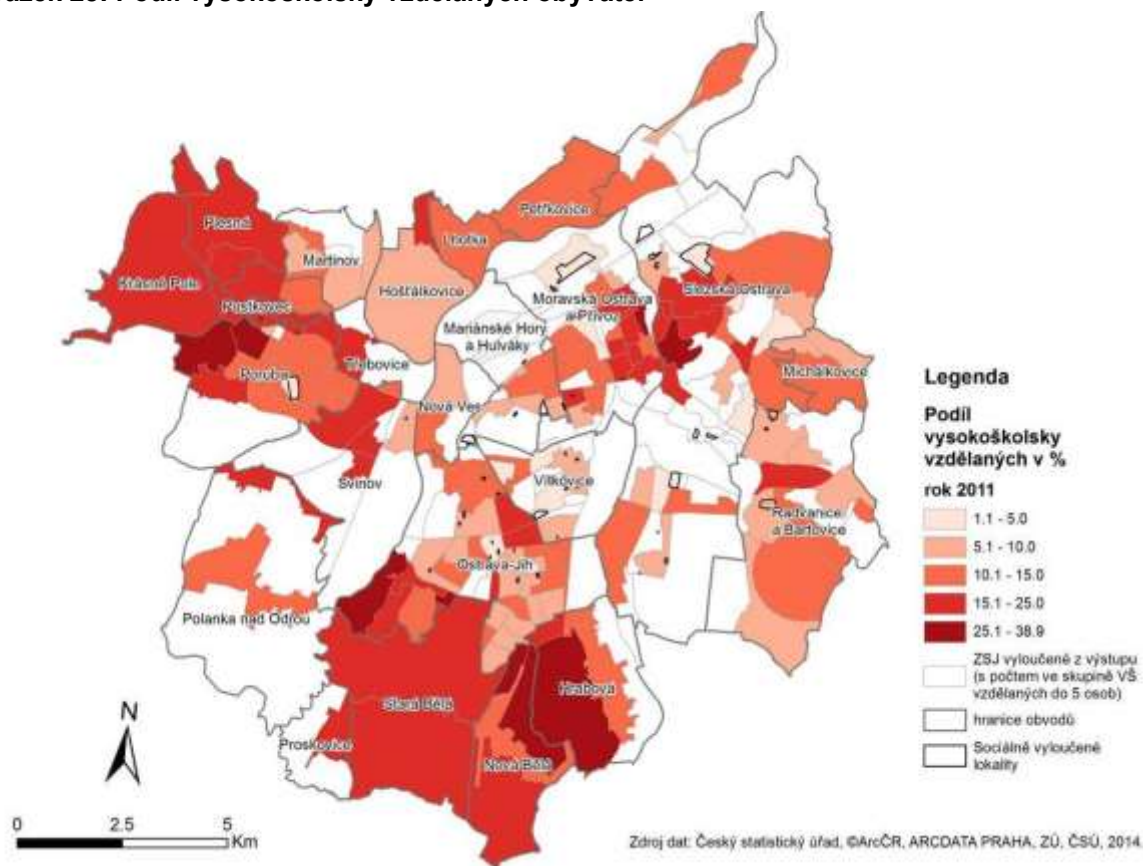 Podíl vysokoškolsky vzdělaných obyvatel
Petřkovice
Plesná
Lhotka
Martinov
Krásné Pole
Hošťálkovice
Slezská Ostrava
Moravská Ostrava
a Přívoz
Pustkovec
Mariánské Hory
a Hulváky
Třebovice
Michálkovice
Poruba
Nová Ves
Svinov
Vítkovice
Radvanice
a Bartovice
Ostrava-Jih
Polanka nad Odrou
Hrabová
Stará Bělá
Proskovice
Nová Bělá
N
0 2.5 5
Km
Legenda
Podíl
vysokoškolsky
vzdělaných v %
rok 2011
1.1 - 5.0
5.1 - 10.0
10.1 - 15.0
15.1 - 25.0
25.1 - 38.9
ZSJ vyloučené z výstupu
(s počtem ve skupině VŠ
vzdělaných do 5 osob)
hranice obvodů
Sociálně vyloučené
lokality
Zdroj dat: Český statistický úřad, ©ArcČR, ARCDATA PRAHA, ZÚ, ČSÚ, 2014